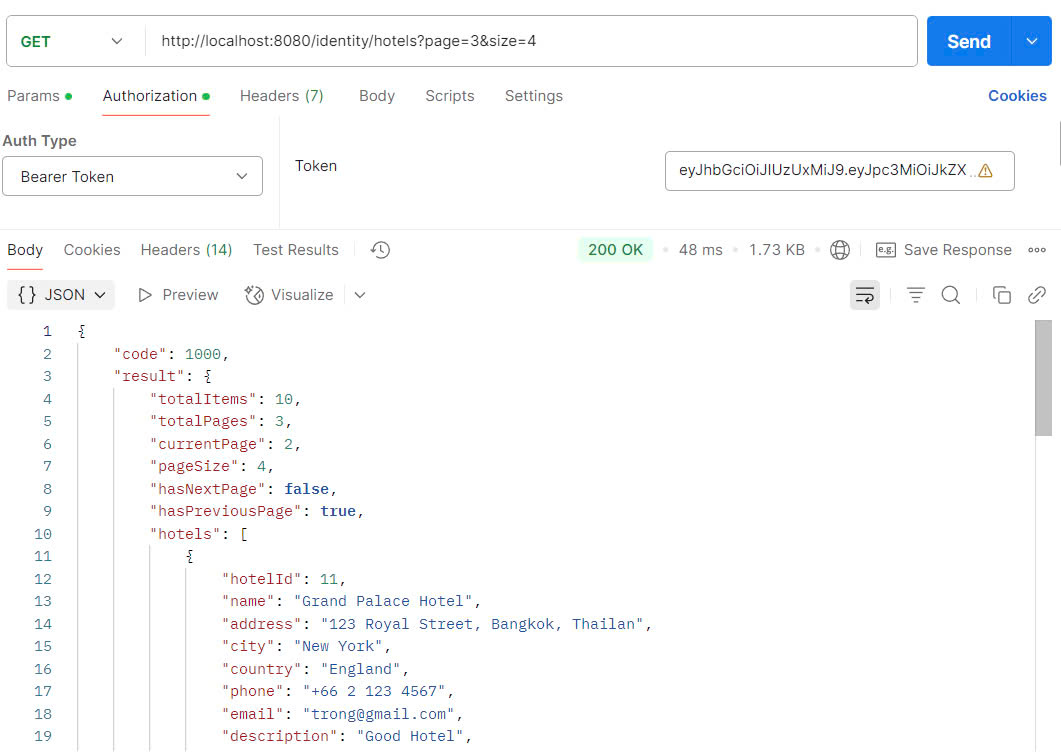 GET http://localhost:8080/identity/hotels?page=3&size=4 Send
Params Authorization Headers (7) Body Scripts Settings Cookies
Auth Type
Bearer Token
Token eyJhbGciOiJIUzUxMiJ9.eyJpc3MiOiJkZX...
Body Cookies Headers (14) Test Results 200 OK 48 ms 1.73 KB e.g. Save Response
{} JSON Preview Visualize
1 {
2 "code": 1000,
3 "result": {
4 "totalItems": 10,
5 "totalPages": 3,
6 "currentPage": 2,
7 "pageSize": 4,
8 "hasNextPage": false,
9 "hasPreviousPage": true,
10 "hotels": [
11 {
12 "hotelId": 11,
13 "name": "Grand Palace Hotel",
14 "address": "123 Royal Street, Bangkok, Thailan",
15 "city": "New York",
16 "country": "England",
17 "phone": "+66 2 123 4567",
18 "email": "trong@gmail.com",
19 "description": "Good Hotel",